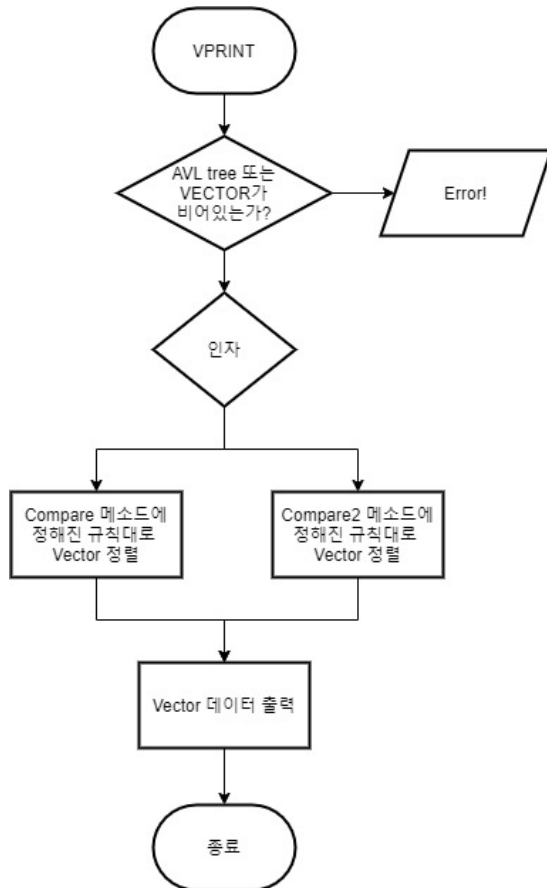 VPRINT
AVL tree 또는
VECTOR가
비어있는가?
Error!
인자
Compare 메소드에
정해진 규칙대로
Vector 정렬
Compare2 메소드에
정해진 규칙대로
Vector 정렬
Vector 데이터 출력
종료